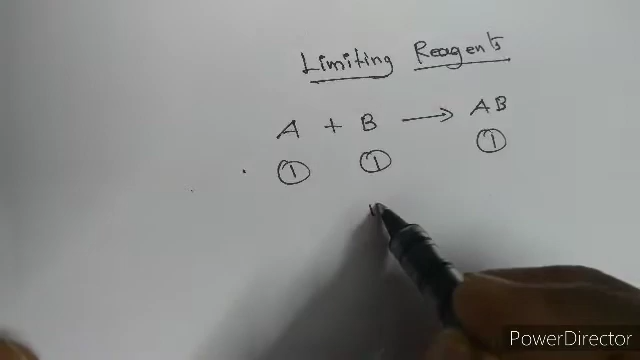 Limiting Reagents
A + B → AB
① ① ①
PowerDirector